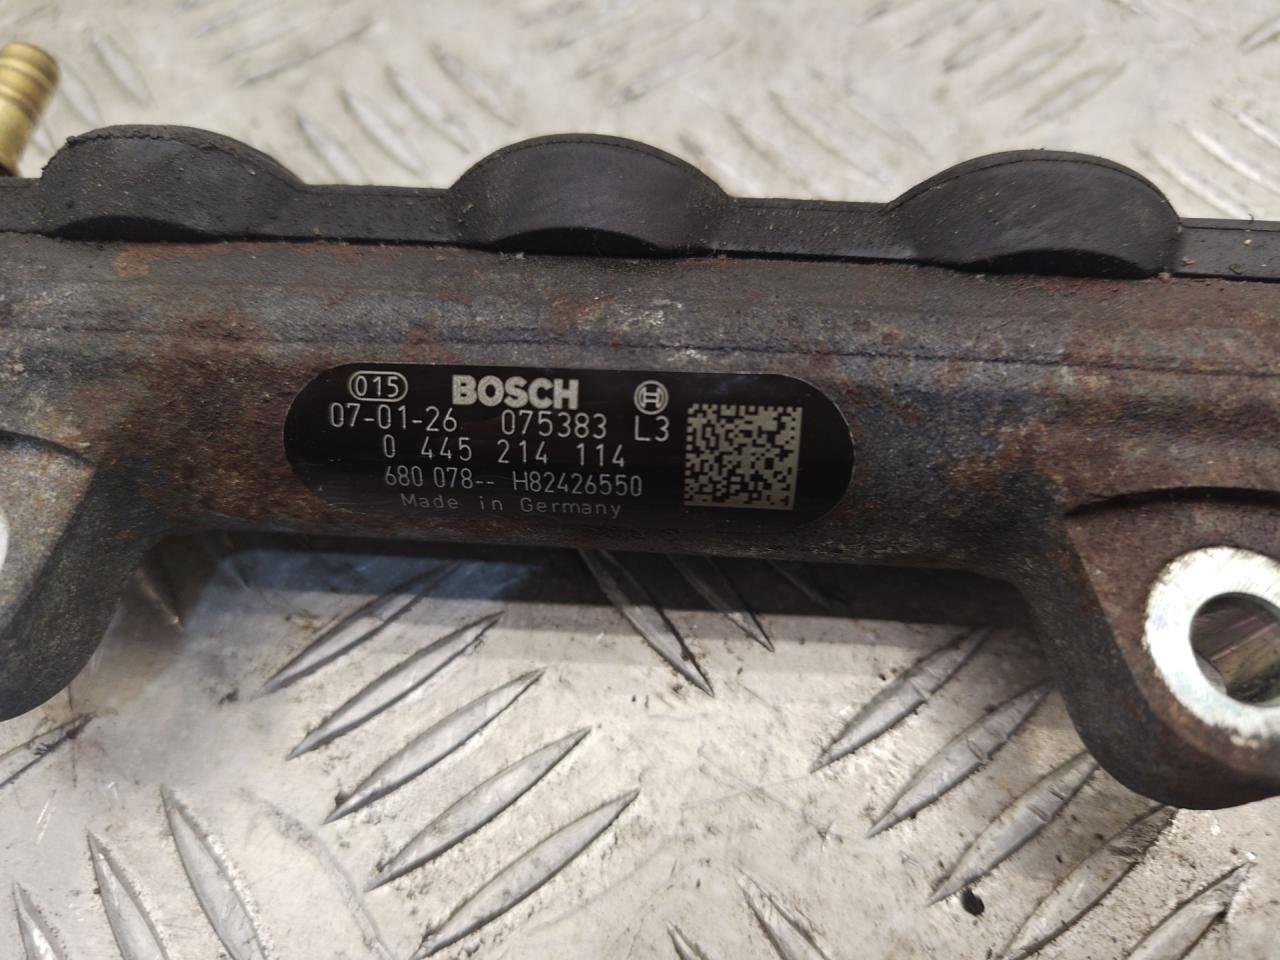 015 BOSCH
07-01-26 075383 L3
0 445 214 114
680 078-- H82426550
Made in Germany